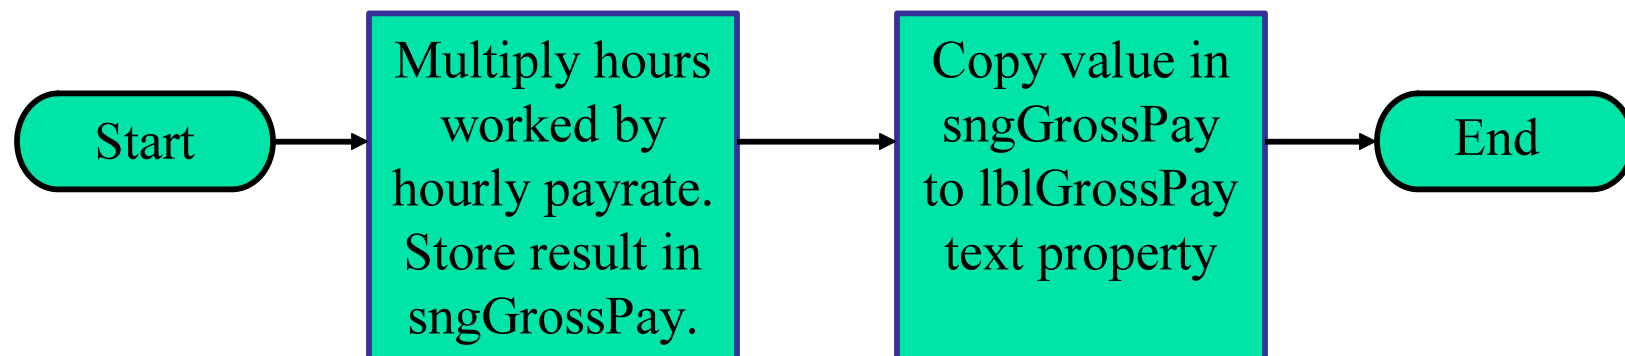 Start
Multiply hours
worked by
hourly payrate.
Store result in
sngGrossPay.
Copy value in
sngGrossPay
to lblGrossPay
text property
End